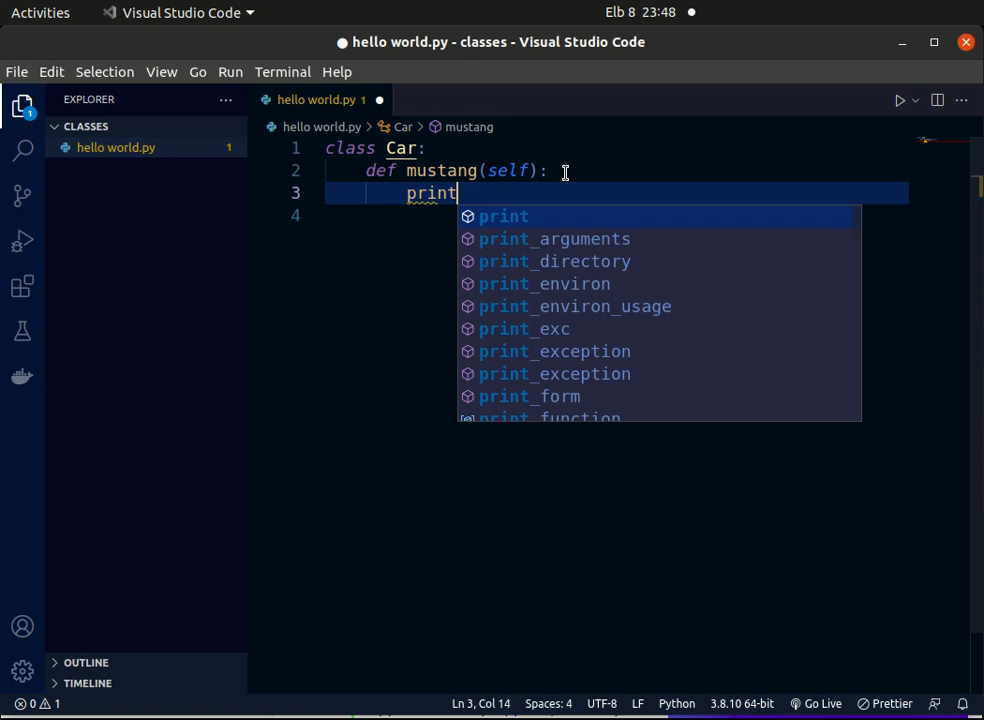 Activities Visual Studio Code Elb 8 23:48
hello world.py - classes - Visual Studio Code
File Edit Selection View Go Run Terminal Help
EXPLORER
hello world.py 1
CLASSES
hello world.py > Car > mustang
hello world.py 1
1 class Car:
2 def mustang(self):
3 print
4
print
print_arguments
print_directory
print_environ
print_environ_usage
print_exc
print_exception
print_exception
print_form
print_function
1
OUTLINE
TIMELINE
0 1 Ln 3, Col 14 Spaces: 4 UTF-8 LF Python 3.8.10 64-bit Go Live Prettier